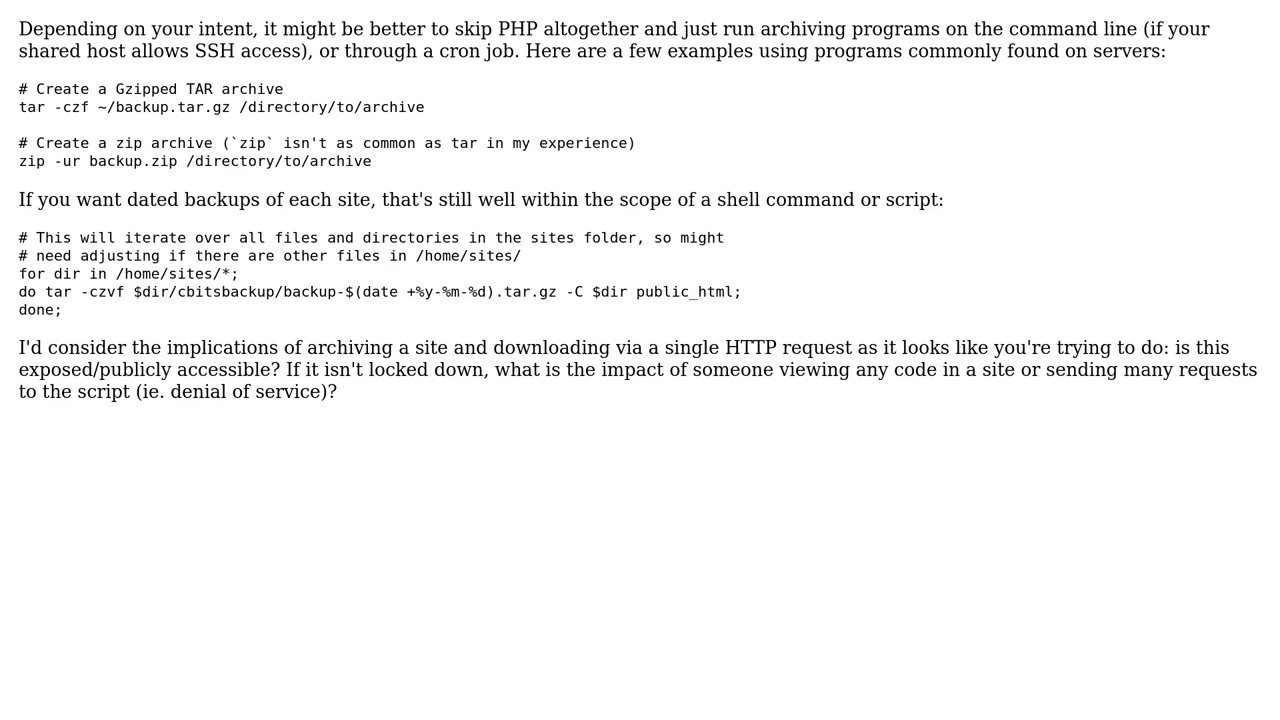 Depending on your intent, it might be better to skip PHP altogether and just run archiving programs on the command line (if your
shared host allows SSH access), or through a cron job. Here are a few examples using programs commonly found on servers:
# Create a Gzipped TAR archive
tar -czf ~/backup.tar.gz /directory/to/archive
# Create a zip archive (`zip` isn't as common as tar in my experience)
zip -ur backup.zip /directory/to/archive
If you want dated backups of each site, that's still well within the scope of a shell command or script:
# This will iterate over all files and directories in the sites folder, so might
# need adjusting if there are other files in /home/sites/
for dir in /home/sites/*;
do tar -czvf $dir/cbitsbackup/backup-$(date +%y-%m-%d).tar.gz -C $dir public_html;
done;
I'd consider the implications of archiving a site and downloading via a single HTTP request as it looks like you're trying to do: is this
exposed/publicly accessible? If it isn't locked down, what is the impact of someone viewing any code in a site or sending many requests
to the script (ie. denial of service)?